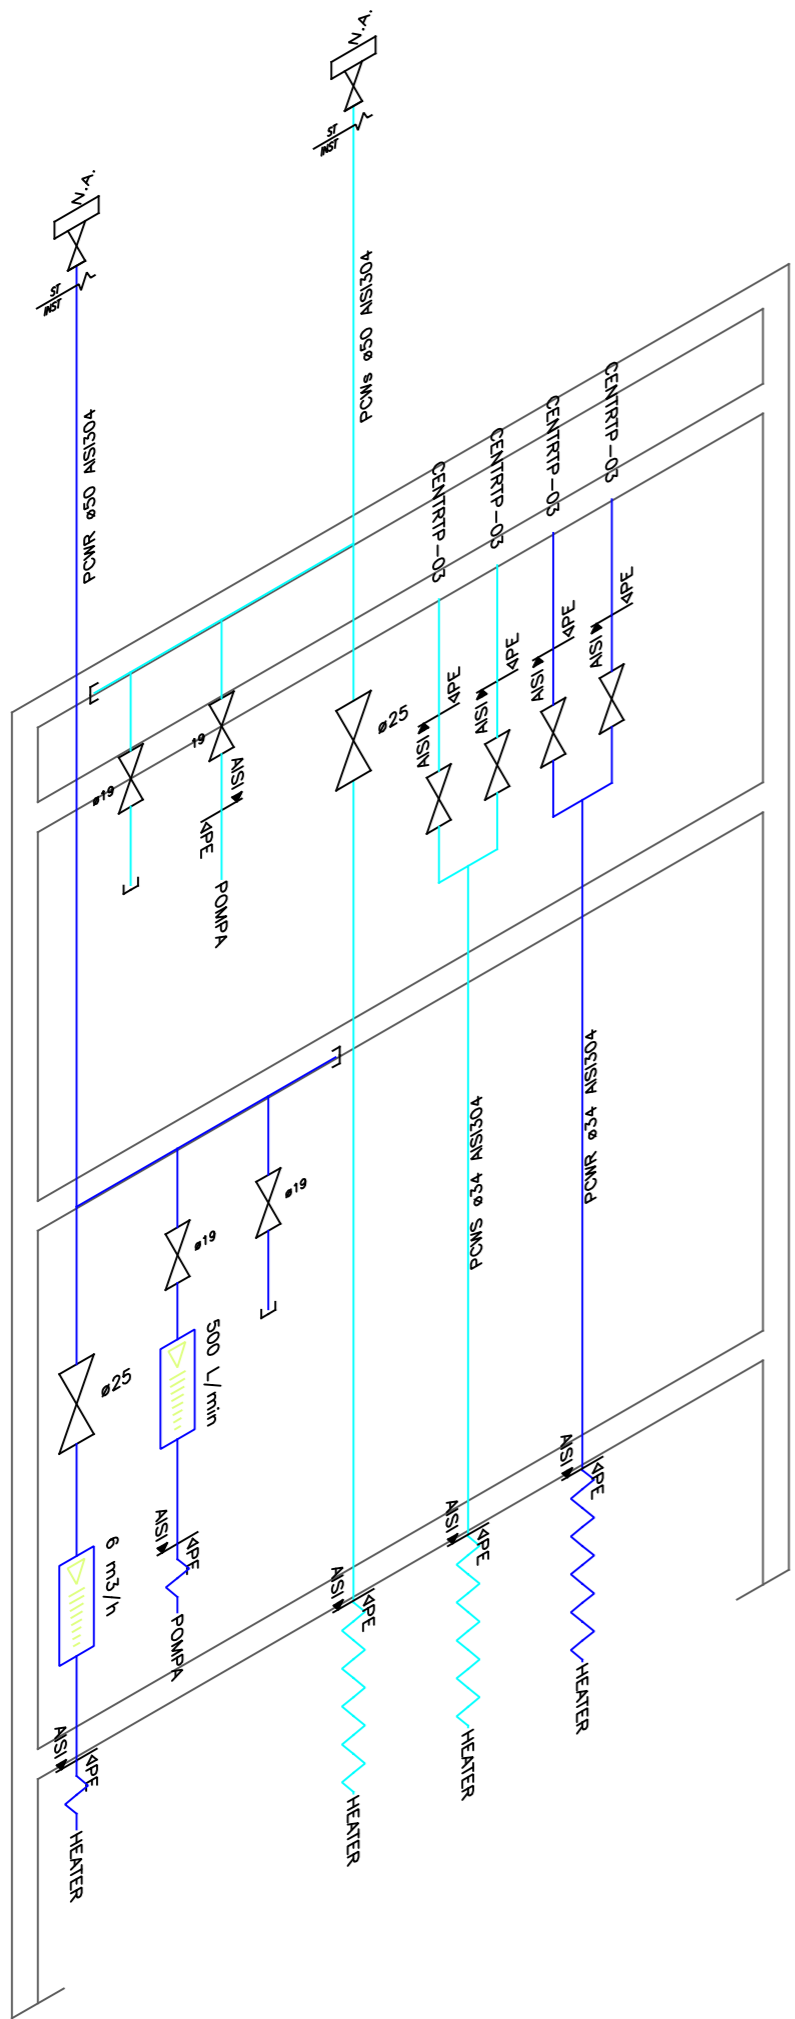 N.A.
ST
INST
N.A.
ST
INST
PCWs ø50 AISI304
PCWR ø50 AISI304
CENTRTP-03
CENTRTP-03
CENTRTP-03
CENTRTP-03
AISI
PE
AISI
PE
AISI
PE
AISI
PE
ø25
19
ø19
AISI
PE
POMPA
PCWR ø34 AISI304
PCWS ø34 AISI304
ø19
ø19
500 L/min
ø25
6 m3/h
AISI
PE
HEATER
AISI
PE
HEATER
AISI
PE
HEATER
AISI
PE
POMPA
AISI
PE
HEATER